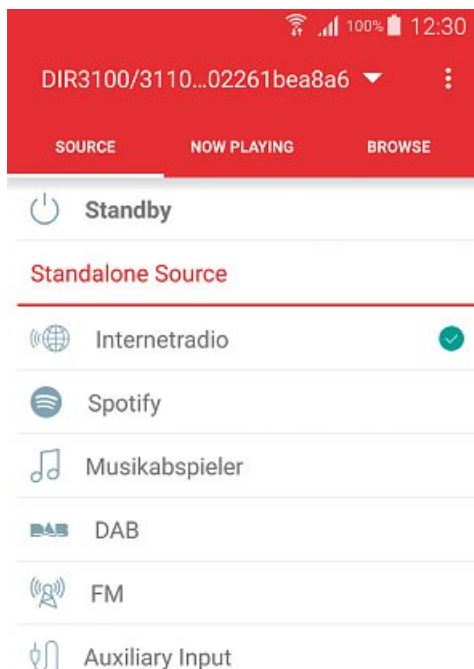 100% 12:30
DIR3100/3110...02261bea8a6
SOURCE NOW PLAYING BROWSE
Standby
Standalone Source
Internetradio
Spotify
Musikabspieler
DAB DAB
FM
Auxiliary Input